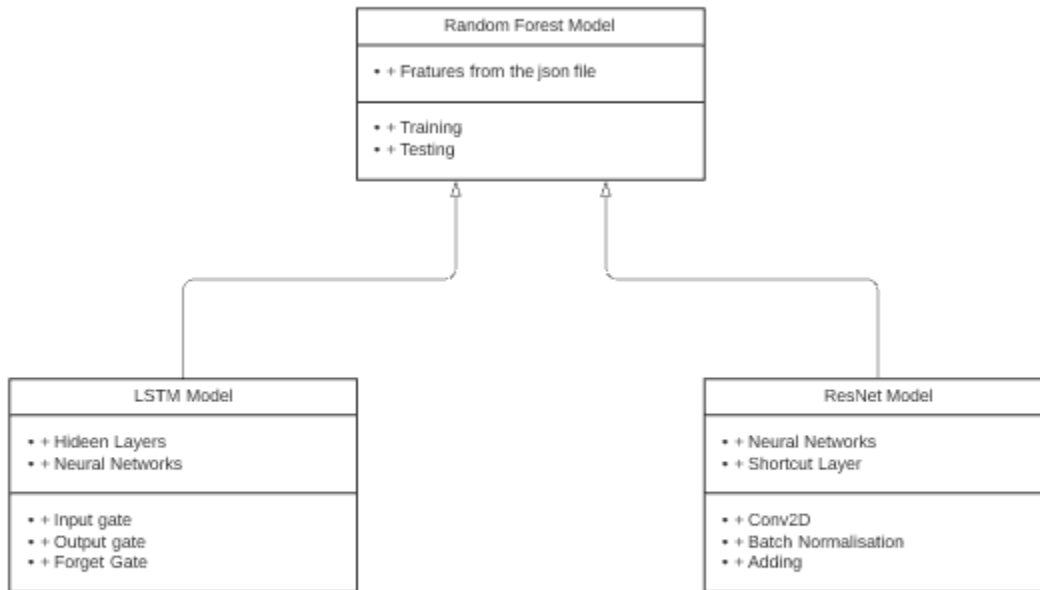 Random Forest Model
• + Fratures from the json file
• + Training
• + Testing
LSTM Model
• + Hideen Layers
• + Neural Networks
• + Input gate
• + Output gate
• + Forget Gate
ResNet Model
• + Neural Networks
• + Shortcut Layer
• + Conv2D
• + Batch Normalisation
• + Adding